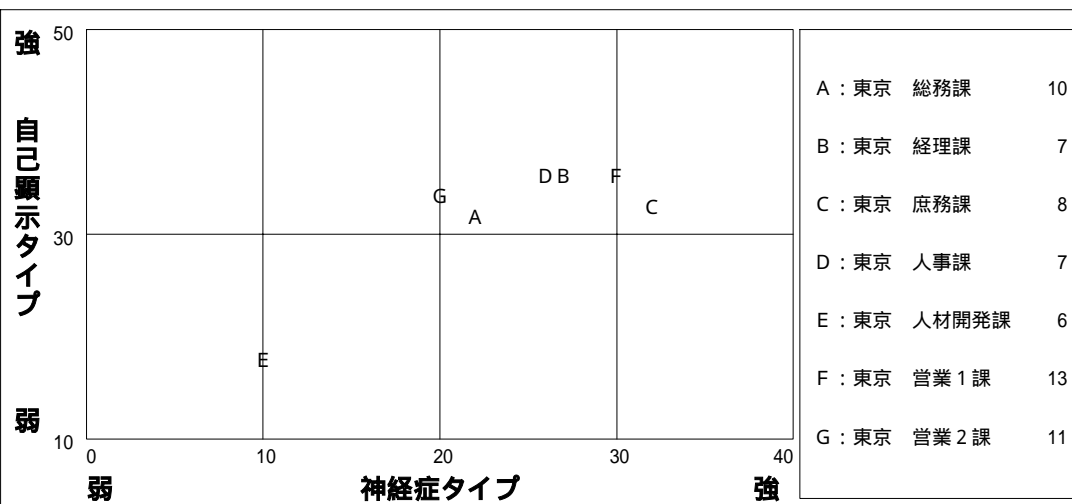 強 50
自己顕示タイプ
30
弱 10
G A D B F C
E
0 10 20 30 40
弱 神経症タイプ 強
A：東京 総務課 10
B：東京 経理課 7
C：東京 庶務課 8
D：東京 人事課 7
E：東京 人材開発課 6
F：東京 営業１課 13
G：東京 営業２課 11